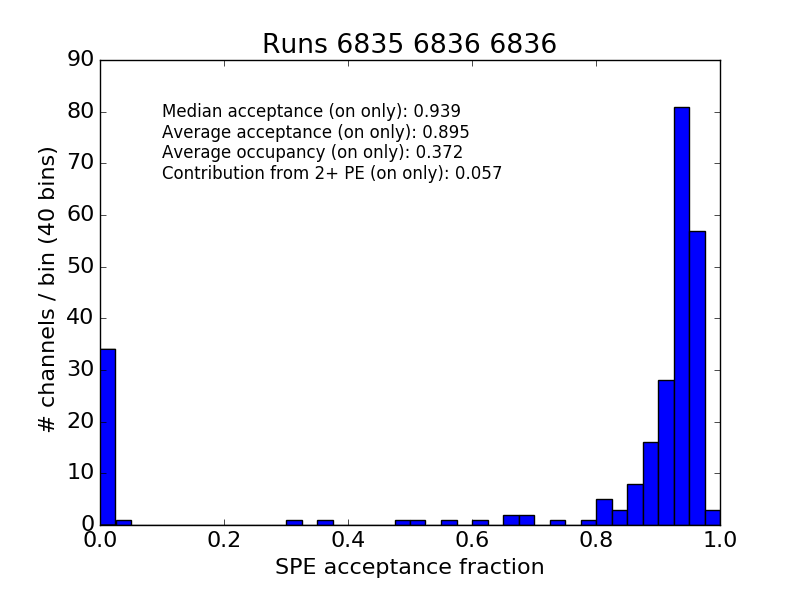 Runs 6835 6836 6836
90
80
70
60
50
40
30
20
10
0
# channels / bin (40 bins)
Median acceptance (on only): 0.939
Average acceptance (on only): 0.895
Average occupancy (on only): 0.372
Contribution from 2+ PE (on only): 0.057
0.0 0.2 0.4 0.6 0.8 1.0
SPE acceptance fraction